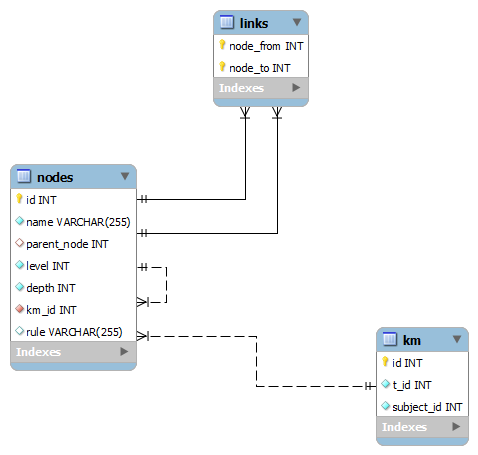 links
node_from INT
node_to INT
Indexes
nodes
id INT
name VARCHAR(255)
parent_node INT
level INT
depth INT
km_id INT
rule VARCHAR(255)
Indexes
km
id INT
t_id INT
subject_id INT
Indexes